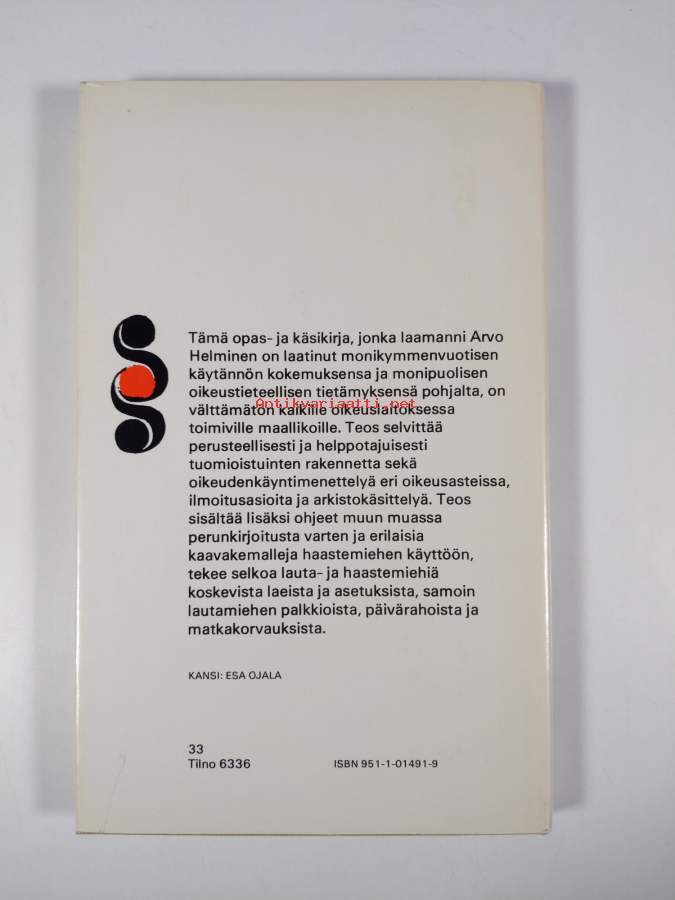 Tämä opas- ja käsikirja, jonka laamanni Arvo
Helminen on laatinut monikymmenvuotisen
käytännön kokemuksensa ja monipuolisen
oikeustieteellisen tietämyksensä pohjalta, on
välttämätön kaikille oikeuslaitoksessa
Antikvariaatti.net
toimiville maallikoille. Teos selvittää
perusteellisesti ja helppotajuisesti
tuomioistuinten rakennetta sekä
oikeudenkäyntimenettelyä eri oikeusasteissa,
ilmoitusasioita ja arkistokäsittelyä. Teos
sisältää lisäksi ohjeet muun muassa
perunkirjoitusta varten ja erilaisia
kaavakemalleja haastemiehen käyttöön,
tekee selkoa lauta- ja haastemiehiä
koskevista laeista ja asetuksista, samoin
lautamiehen palkkioista, päivärahoista ja
matkakorvauksista.
KANSI: ESA OJALA
33
Tilno 6336
ISBN 951-1-01491-9